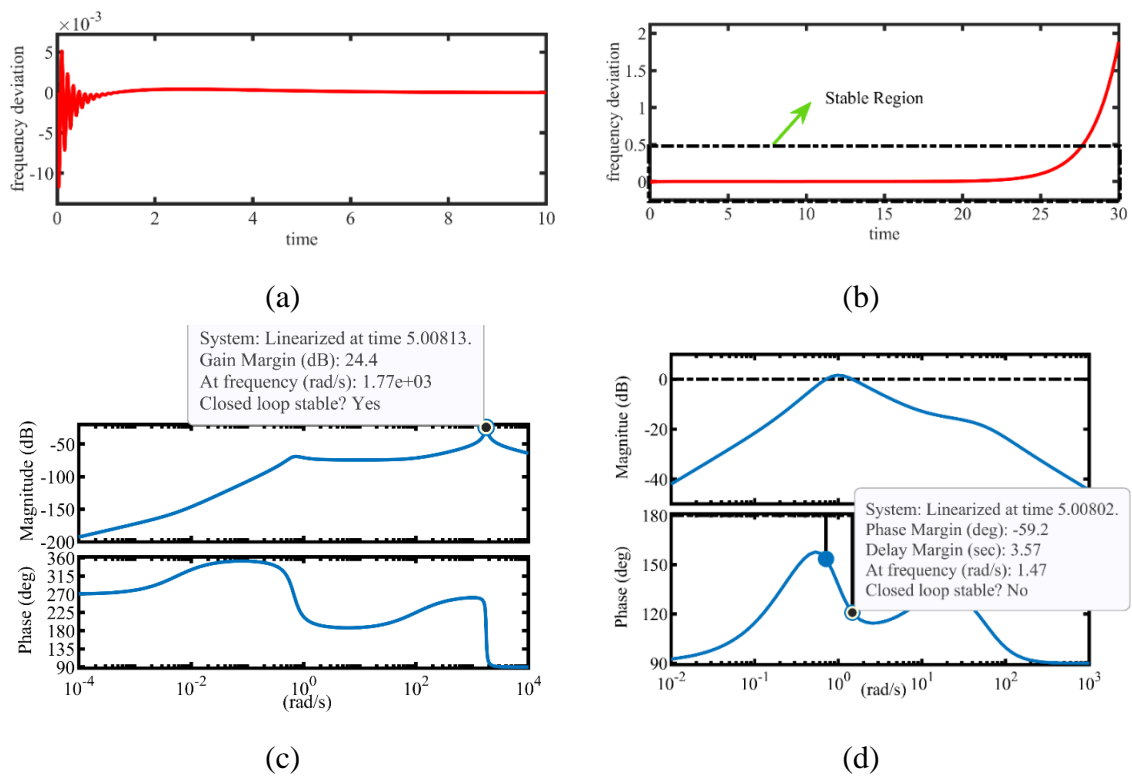 ×10⁻³
frequency deviation
5
0
-5
-10
0 2 4 6 8 10
time
(a)
frequency deviation
2
1.5
1
0.5
0
Stable Region
0 5 10 15 20 25 30
time
(b)
System: Linearized at time 5.00813.
Gain Margin (dB): 24.4
At frequency (rad/s): 1.77e+03
Closed loop stable? Yes
Magnitude (dB)
-50
-100
-150
-200
Phase (deg)
360
315
270
225
180
135
90
10⁻⁴ 10⁻² 10⁰ 10² 10⁴
(rad/s)
(c)
Magnitue (dB)
0
-20
-40
System: Linearized at time 5.00802.
Phase Margin (deg): -59.2
Delay Margin (sec): 3.57
At frequency (rad/s): 1.47
Closed loop stable? No
Phase (deg)
180
150
120
90
10⁻² 10⁻¹ 10⁰ 10¹ 10² 10³
(rad/s)
(d)